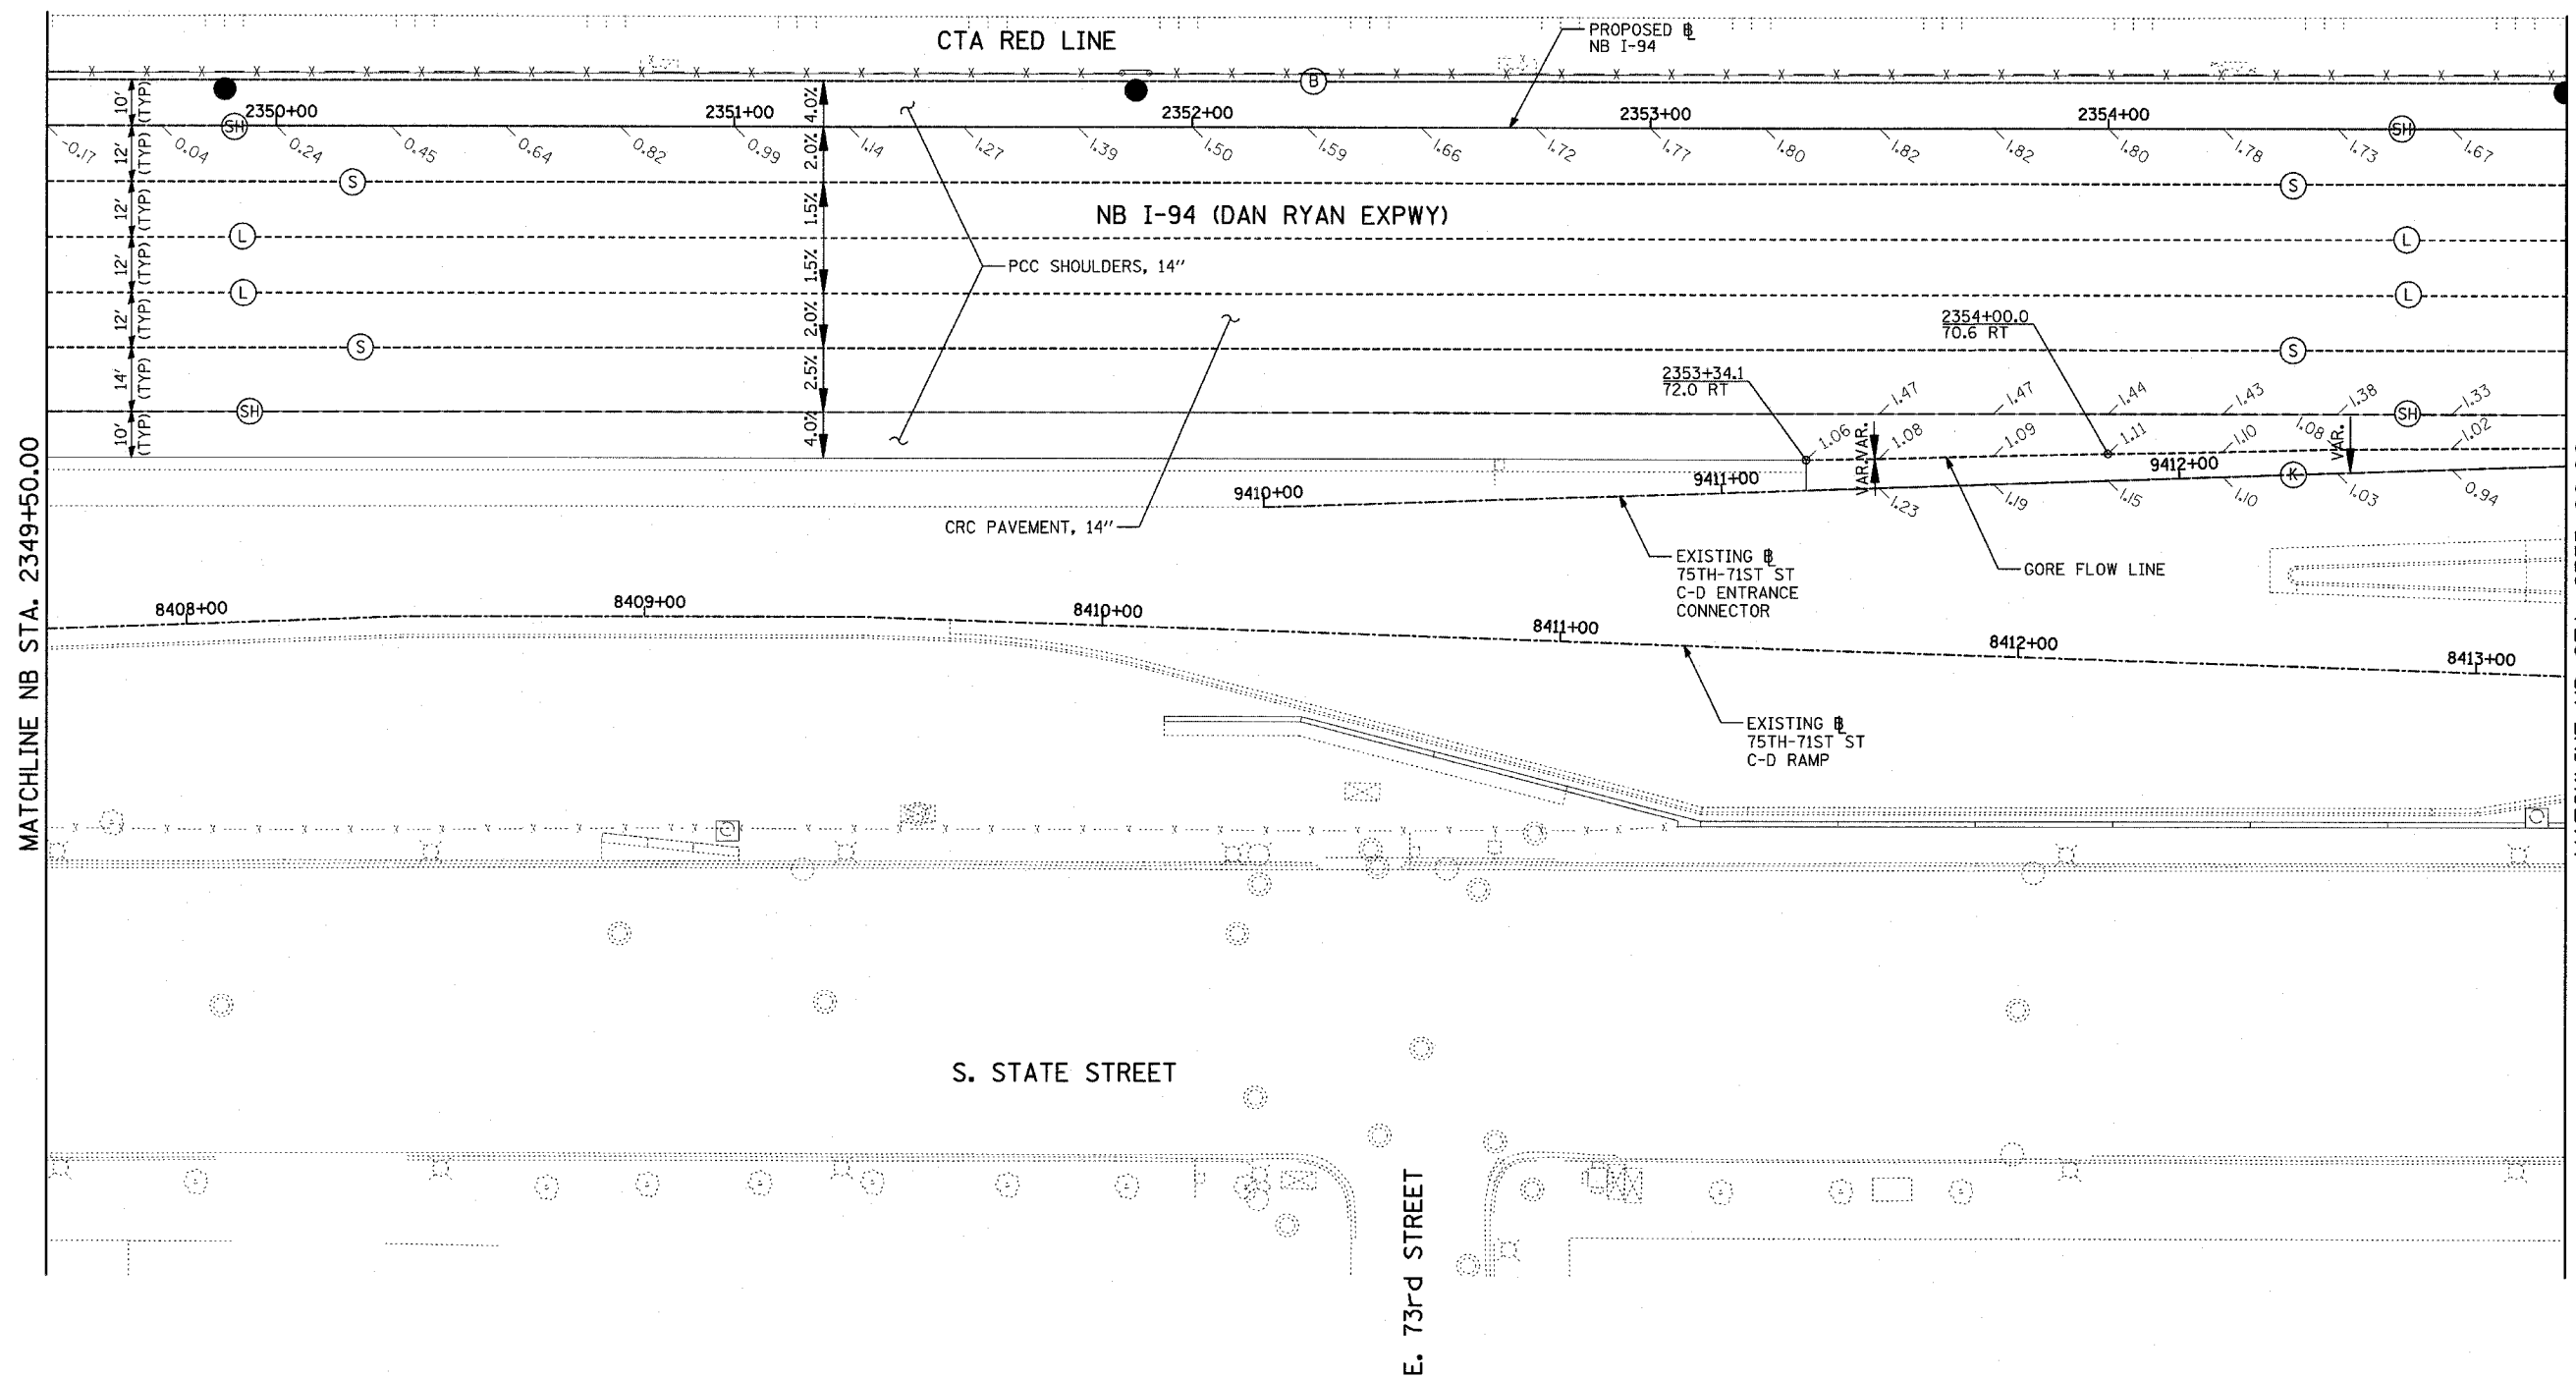 CTA RED LINE
PROPOSED BL
NB I-94
10' (TYP)
12' (TYP)
12' (TYP)
12' (TYP)
12' (TYP)
14' (TYP)
10' (TYP)
2350+00
2351+00
2352+00
2353+00
2354+00
B
SH
SH
-0.17
0.04
0.24
0.45
0.64
0.82
0.99
1.14
1.27
1.39
1.50
1.59
1.66
1.72
1.77
1.80
1.82
1.82
1.80
1.78
1.73
1.67
4.0%
2.0%
1.5%
1.5%
2.0%
2.5%
4.0%
S
S
NB I-94 (DAN RYAN EXPWY)
L
L
PCC SHOULDERS, 14"
L
L
S
S
2354+00.0
70.6 RT
2353+34.1
72.0 RT
SH
SH
1.47
1.47
1.44
1.43
1.38
1.33
1.06
1.08
1.09
1.11
1.10
1.08
1.02
VAR.
VAR.
VAR.
9410+00
9411+00
9412+00
K
1.23
1.19
1.15
1.10
1.03
0.94
CRC PAVEMENT, 14"
EXISTING BL
75TH-71ST ST
C-D ENTRANCE
CONNECTOR
GORE FLOW LINE
MATCHLINE NB STA. 2349+50.00
8408+00
8409+00
8410+00
8411+00
8412+00
8413+00
EXISTING BL
75TH-71ST ST
C-D RAMP
S. STATE STREET
E. 73rd STREET